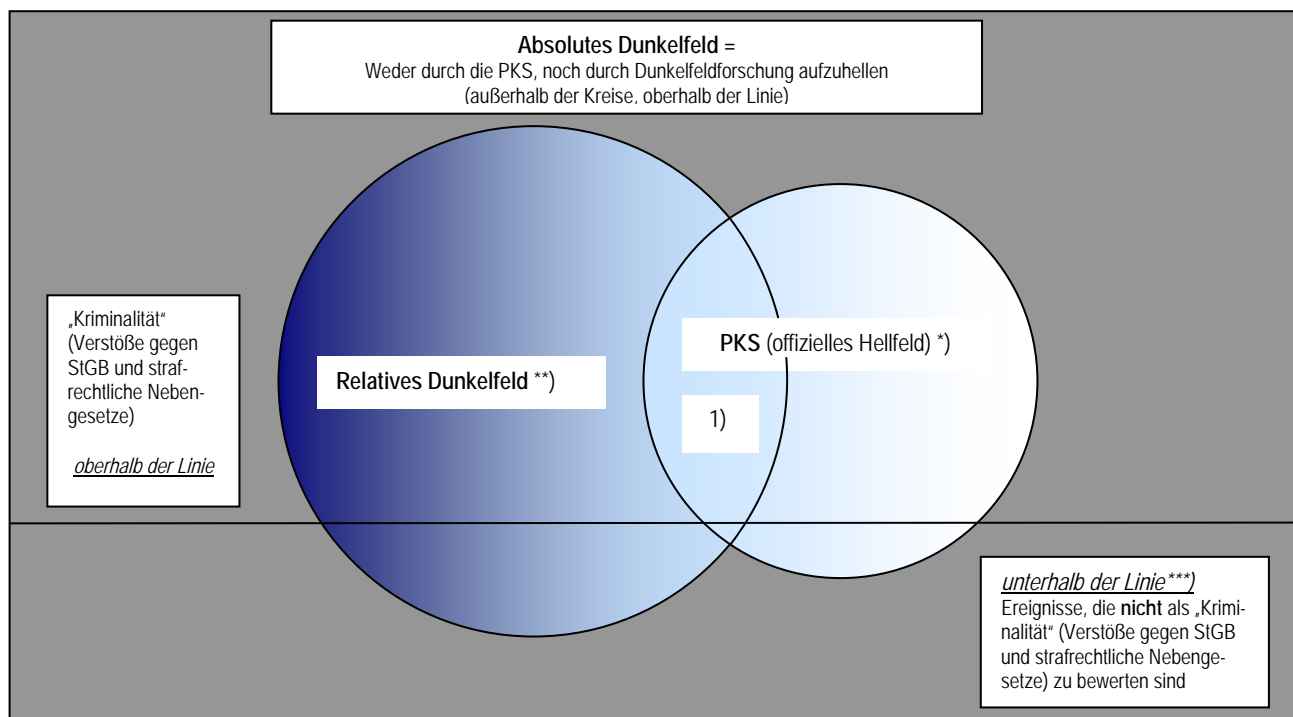 Absolutes Dunkelfeld =
Weder durch die PKS, noch durch Dunkelfeldforschung aufzuhellen
(außerhalb der Kreise, oberhalb der Linie)
„Kriminalität"
(Verstöße gegen
StGB und straf-
rechtliche Neben-
gesetze)
oberhalb der Linie
Relatives Dunkelfeld **)
PKS (offizielles Hellfeld) *)
1)
unterhalb der Linie***)
Ereignisse, die nicht als „Krimi-
nalität" (Verstöße gegen StGB
und strafrechtliche Nebenge-
setze) zu bewerten sind